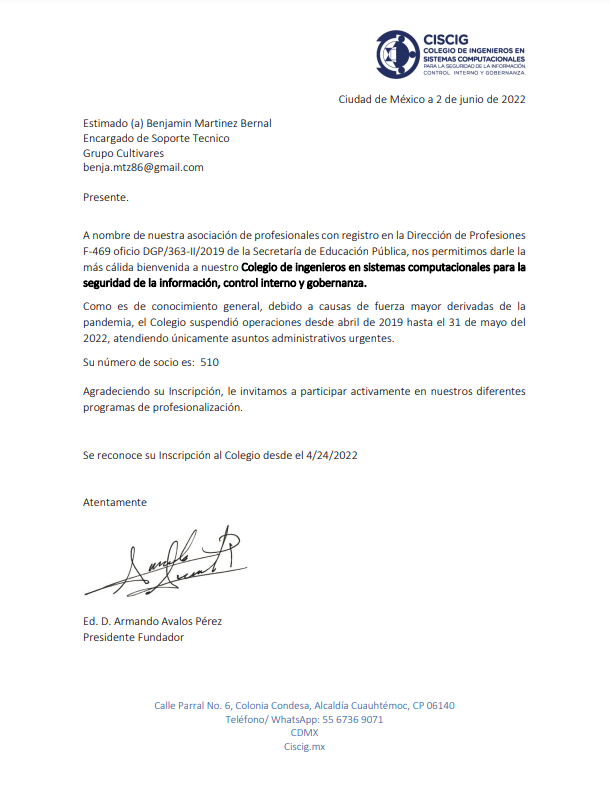 CISCIG
COLEGIO DE INGENIEROS EN
SISTEMAS COMPUTACIONALES
PARA LA SEGURIDAD DE LA INFORMACIÓN,
CONTROL INTERNO Y GOBERNANZA.
Ciudad de México a 2 de junio de 2022
Estimado (a) Benjamin Martinez Bernal
Encargado de Soporte Tecnico
Grupo Cultivares
benja.mtz86@gmail.com
Presente.
A nombre de nuestra asociación de profesionales con registro en la Dirección de Profesiones
F-469 oficio DGP/363-II/2019 de la Secretaría de Educación Pública, nos permitimos darle la
más cálida bienvenida a nuestro Colegio de ingenieros en sistemas computacionales para la
seguridad de la información, control interno y gobernanza.
Como es de conocimiento general, debido a causas de fuerza mayor derivadas de la
pandemia, el Colegio suspendió operaciones desde abril de 2019 hasta el 31 de mayo del
2022, atendiendo únicamente asuntos administrativos urgentes.
Su número de socio es: 510
Agradeciendo su Inscripción, le invitamos a participar activamente en nuestros diferentes
programas de profesionalización.
Se reconoce su Inscripción al Colegio desde el 4/24/2022
Atentamente
Ed. D. Armando Avalos Pérez
Presidente Fundador
Calle Parral No. 6, Colonia Condesa, Alcaldía Cuauhtémoc, CP 06140
Teléfono/ WhatsApp: 55 6736 9071
CDMX
Ciscig.mx